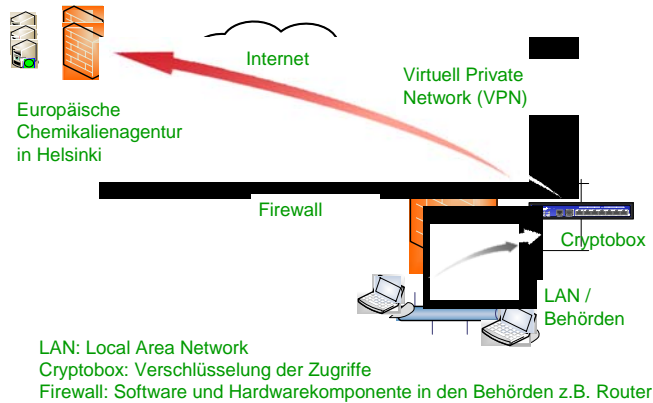 Internet
Virtuell Private
Network (VPN)
Europäische
Chemikalienagentur
in Helsinki
Firewall
Cryptobox
LAN /
Behörden
LAN: Local Area Network
Cryptobox: Verschlüsselung der Zugriffe
Firewall: Software und Hardwarekomponente in den Behörden z.B. Router